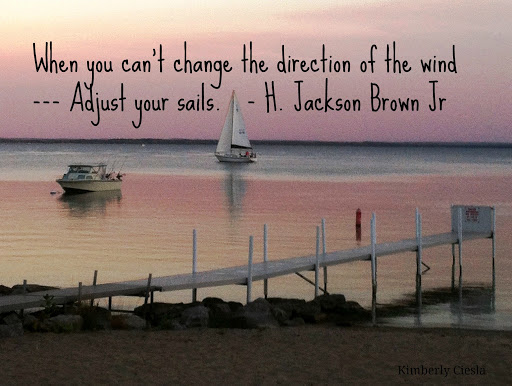 When you can't change the direction of the wind
--- Adjust your sails. - H. Jackson Brown Jr
Kimberly Ciesla